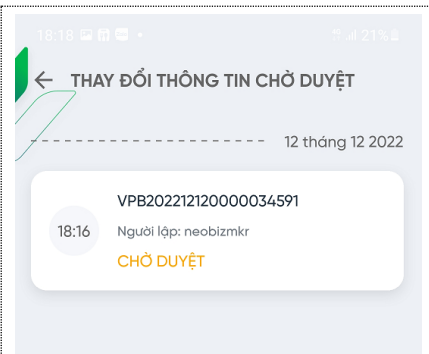 18:18
21%
THAY ĐỔI THÔNG TIN CHỜ DUYỆT
12 tháng 12 2022
VPB202212120000034591
18:16
Người lập: neobizmkr
CHỜ DUYỆT